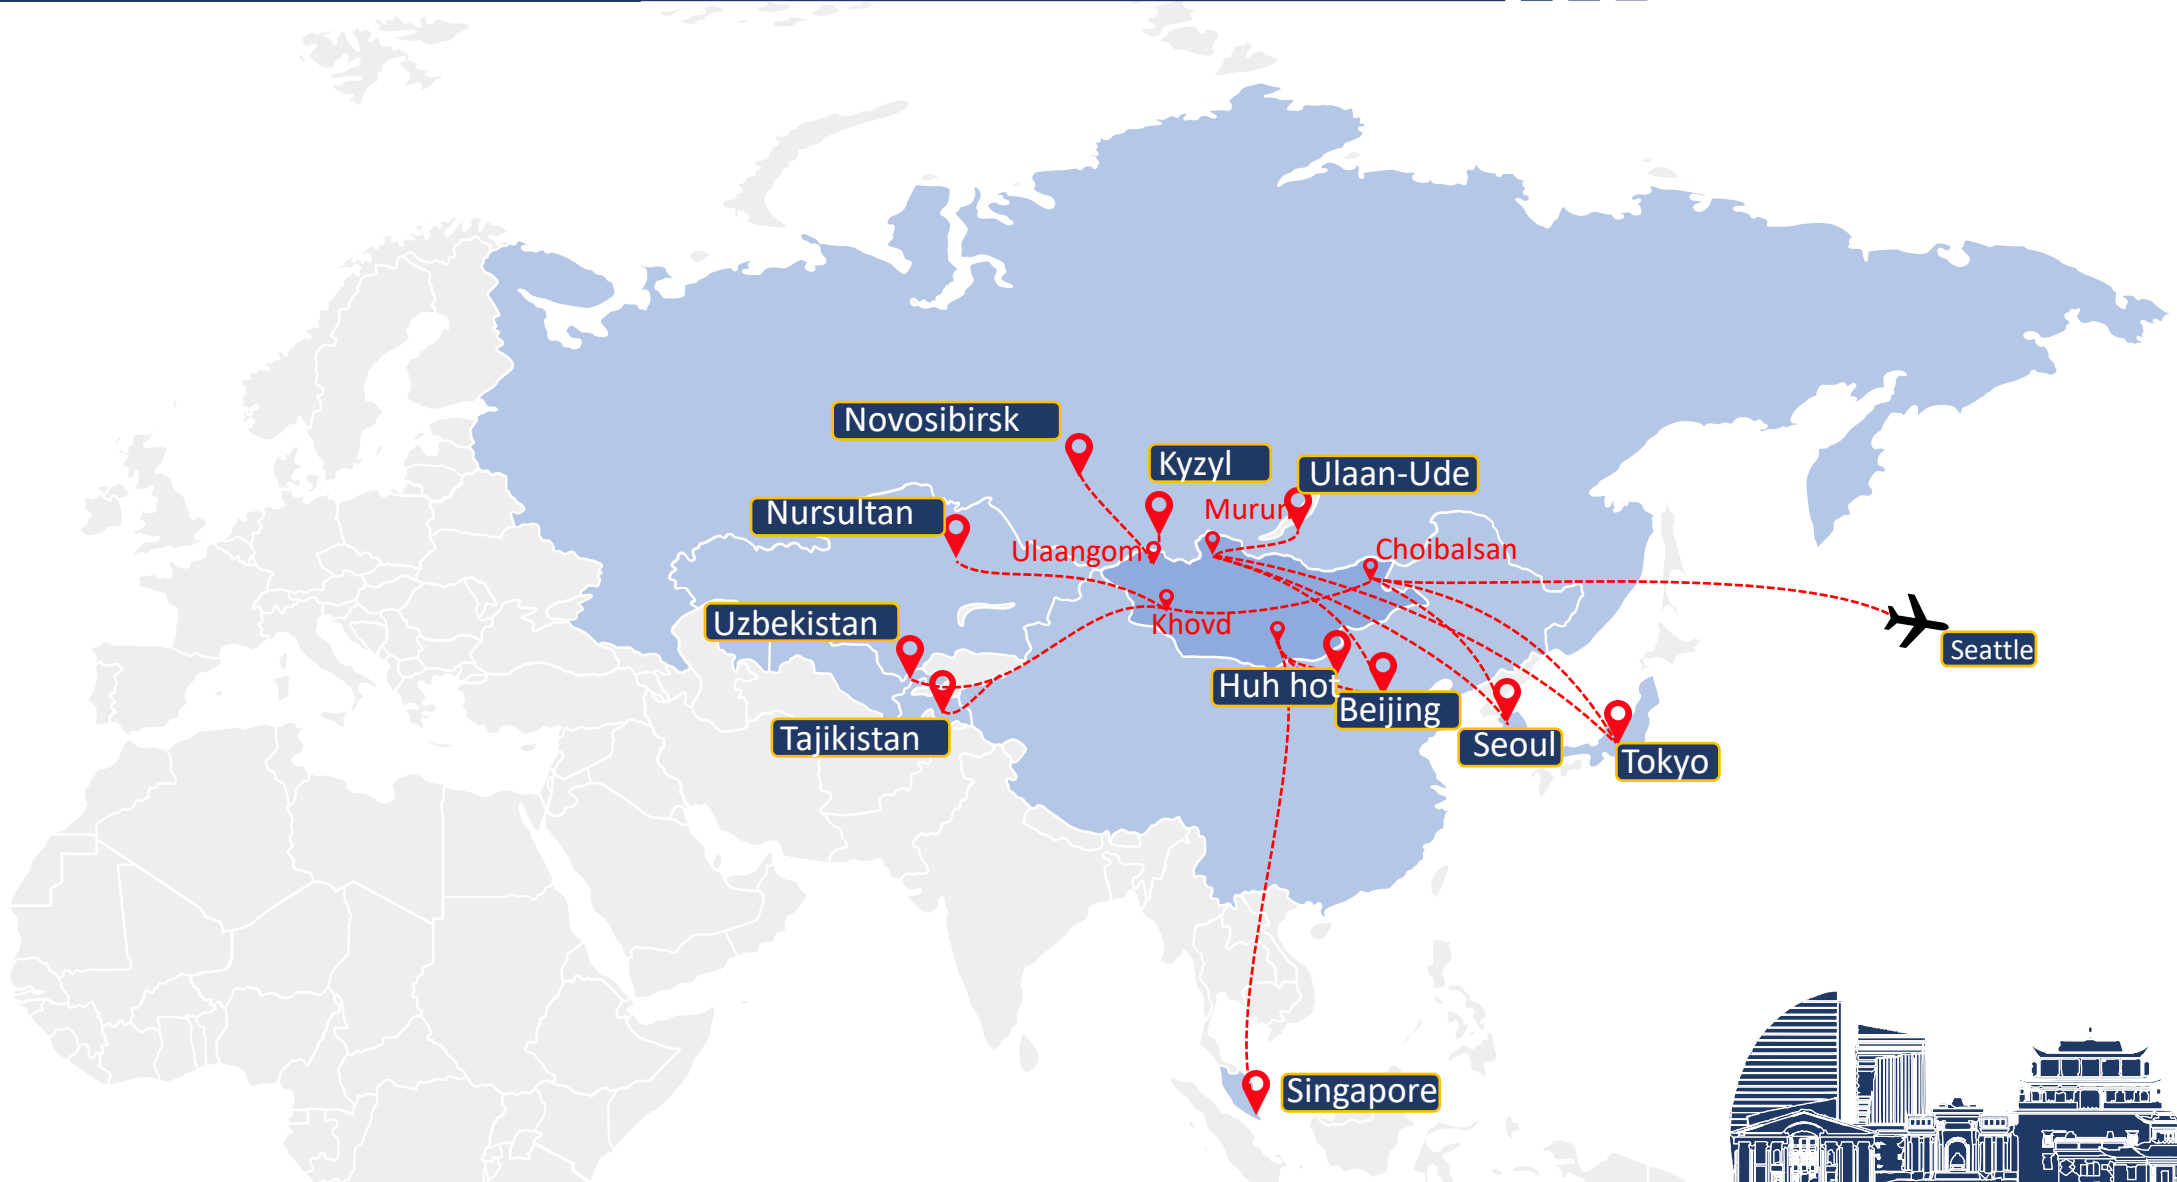 Novosibirsk
Kyzyl
Ulaan-Ude
Nursultan
Murun
Ulaangom
Choibalsan
Uzbekistan
Khovd
Seattle
Huh hot
Beijing
Tajikistan
Seoul
Tokyo
Singapore